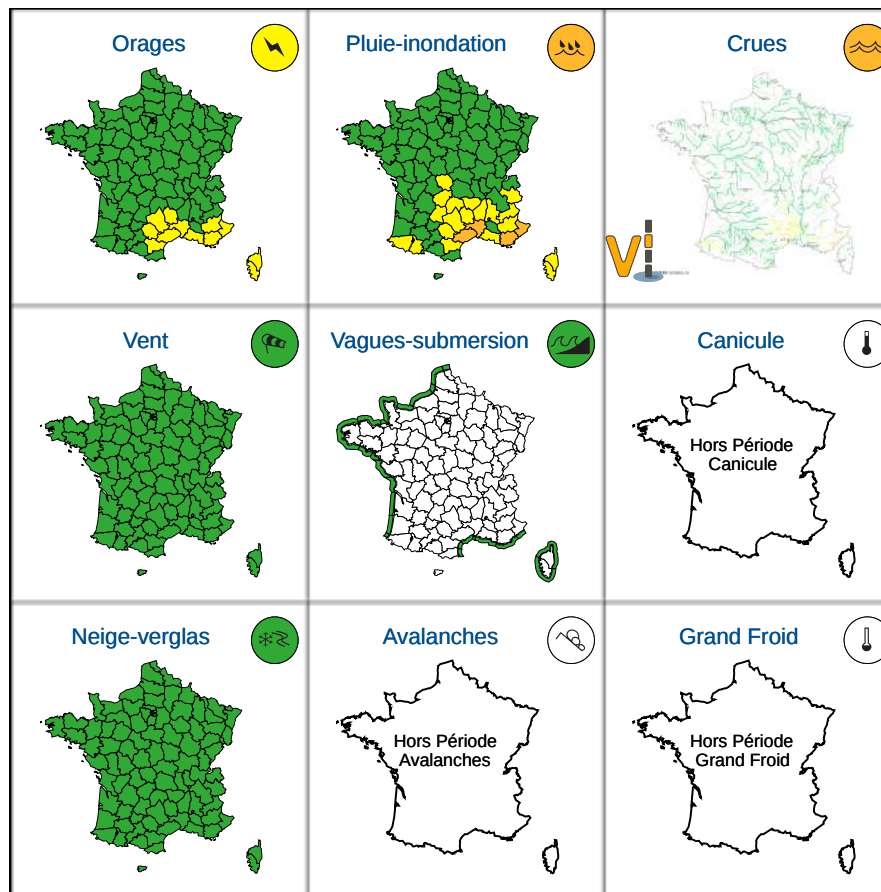 Orages
Pluie-inondation
Crues
Vi
Vent
Vagues-submersion
Canicule
Hors Période
Canicule
Neige-verglas
Avalanches
Grand Froid
Hors Période
Avalanches
Hors Période
Grand Froid